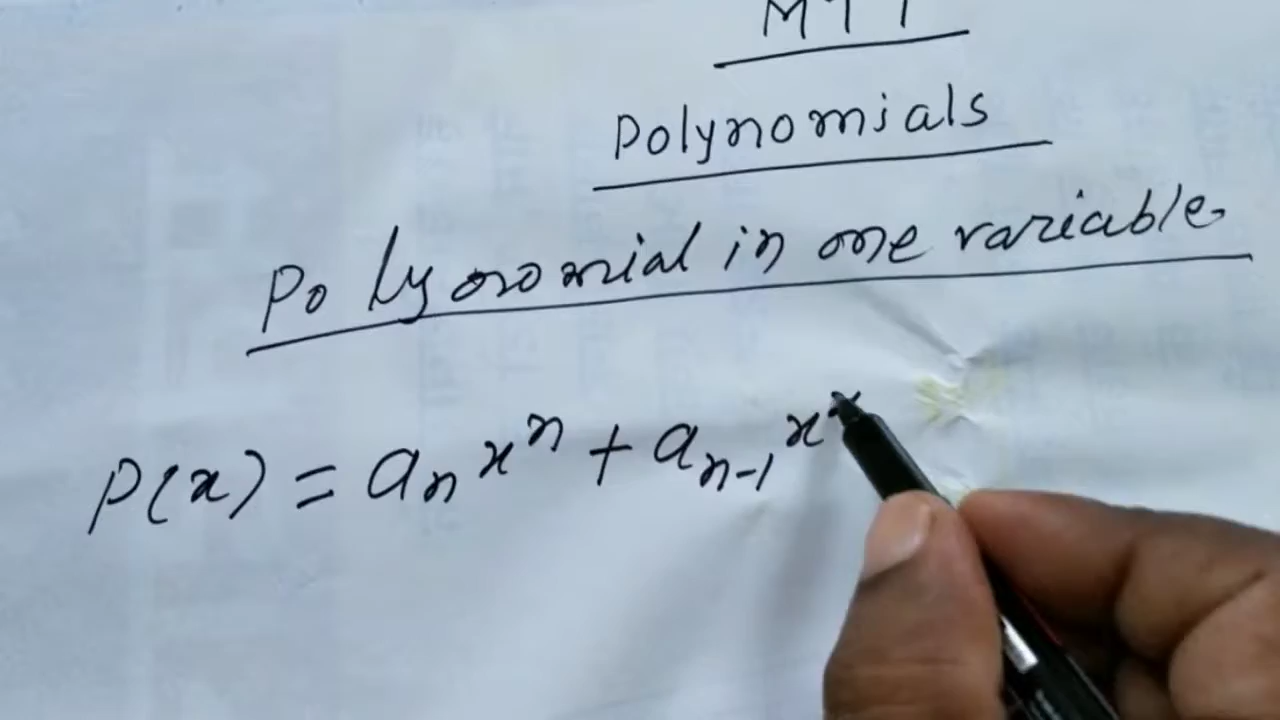 Polynomials
Polynomial in one variable
P(x) = aₙxⁿ + aₙ₋₁x